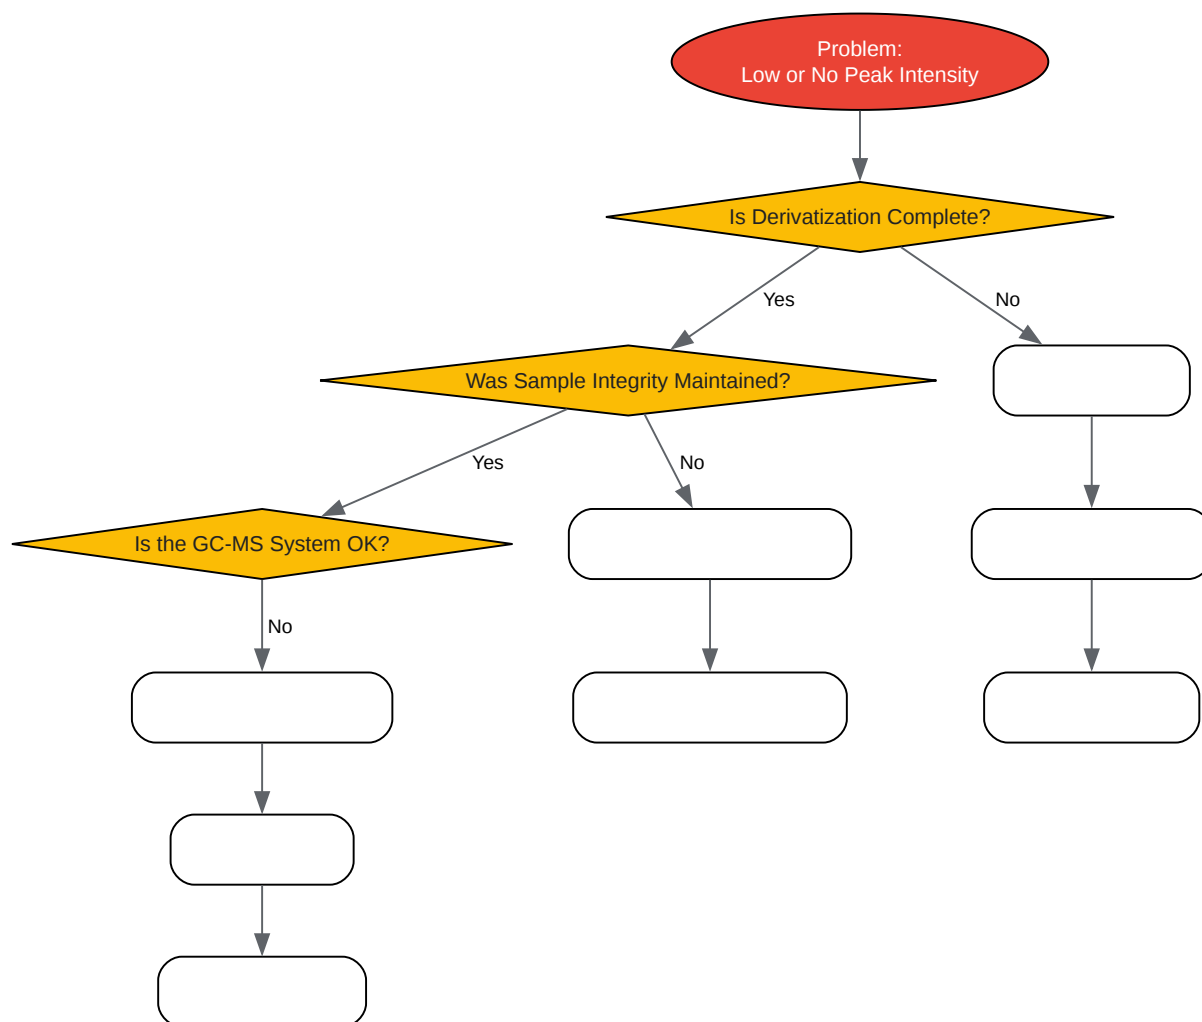 Problem:
Low or No Peak Intensity
Is Derivatization Complete?
Yes
No
Was Sample Integrity Maintained?
Yes
No
Is the GC-MS System OK?
No